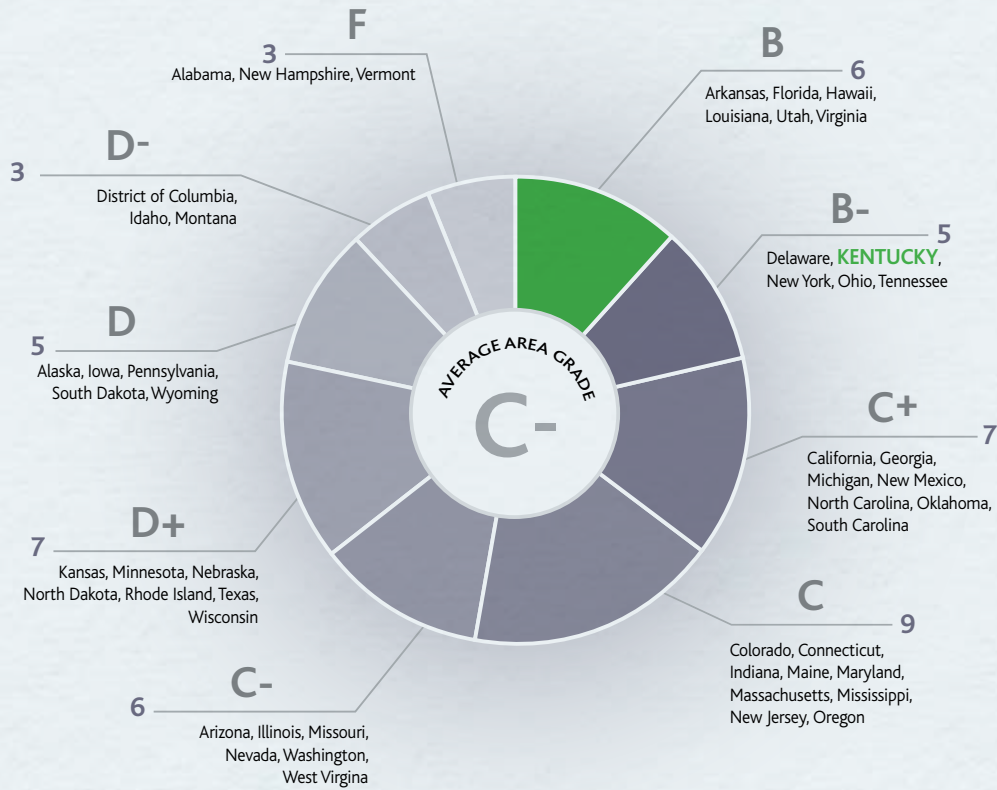 F
3
Alabama, New Hampshire, Vermont
B
6
Arkansas, Florida, Hawaii,
Louisiana, Utah, Virginia
D-
3
District of Columbia,
Idaho, Montana
B-
5
Delaware, KENTUCKY,
New York, Ohio, Tennessee
D
5
Alaska, Iowa, Pennsylvania,
South Dakota, Wyoming
AVERAGE AREA GRADE
C-
C+
7
California, Georgia,
Michigan, New Mexico,
North Carolina, Oklahoma,
South Carolina
D+
7
Kansas, Minnesota, Nebraska,
North Dakota, Rhode Island, Texas,
Wisconsin
C
9
Colorado, Connecticut,
Indiana, Maine, Maryland,
Massachusetts, Mississippi,
New Jersey, Oregon
C-
6
Arizona, Illinois, Missouri,
Nevada, Washington,
West Virgina